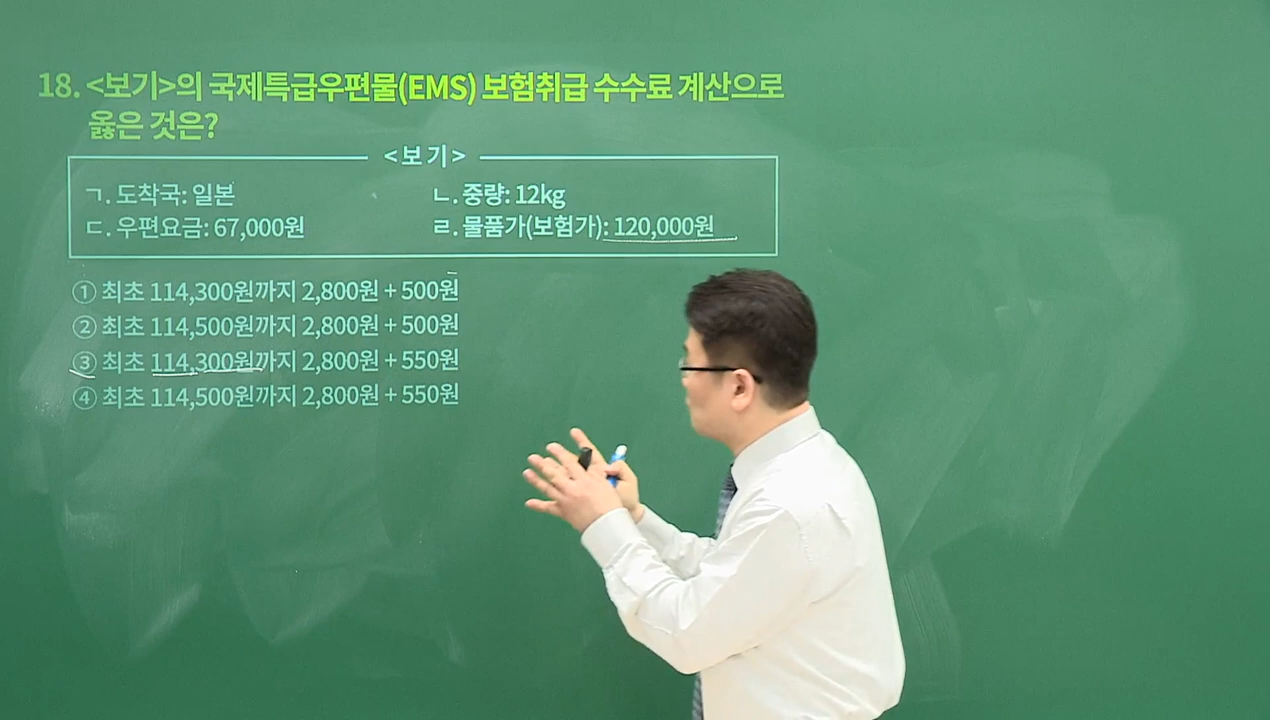 18. <보기>의 국제특급우편물(EMS) 보험취급 수수료 계산으로
옳은 것은?
<보기>
ㄱ. 도착국: 일본 ㄴ. 중량: 12kg
ㄷ. 우편요금: 67,000원 ㄹ. 물품가(보험가): 120,000원
① 최초 114,300원까지 2,800원 + 500원
② 최초 114,500원까지 2,800원 + 500원
③ 최초 114,300원까지 2,800원 + 550원
④ 최초 114,500원까지 2,800원 + 550원